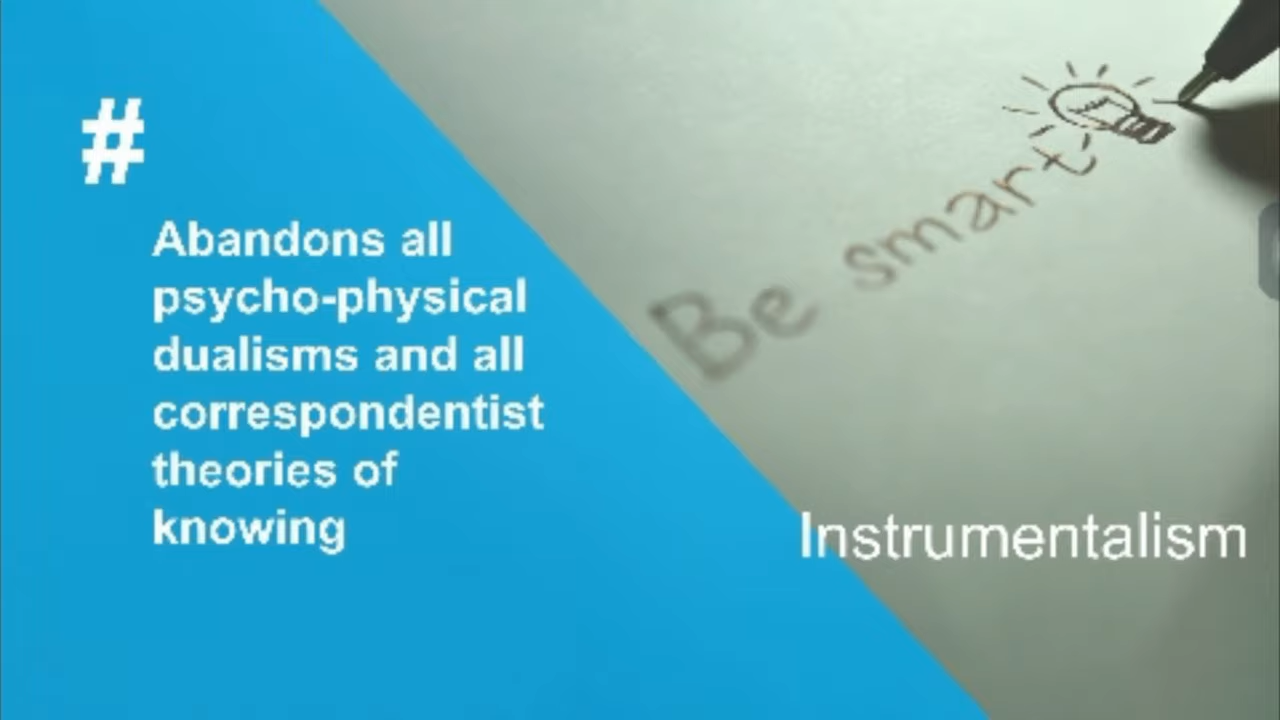 #
Abandons all
psycho-physical
dualisms and all
correspondentist
theories of
knowing
Be smart
Instrumentalism